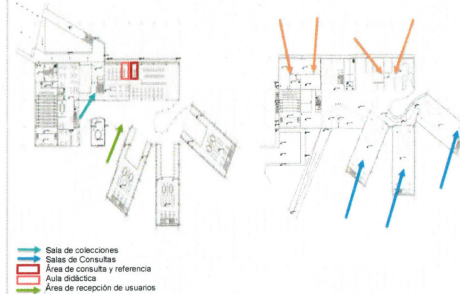 Sala de colecciones
Salas de Consultas
Área de consulta y referencia
Aula didáctica
Área de recepción de usuarios